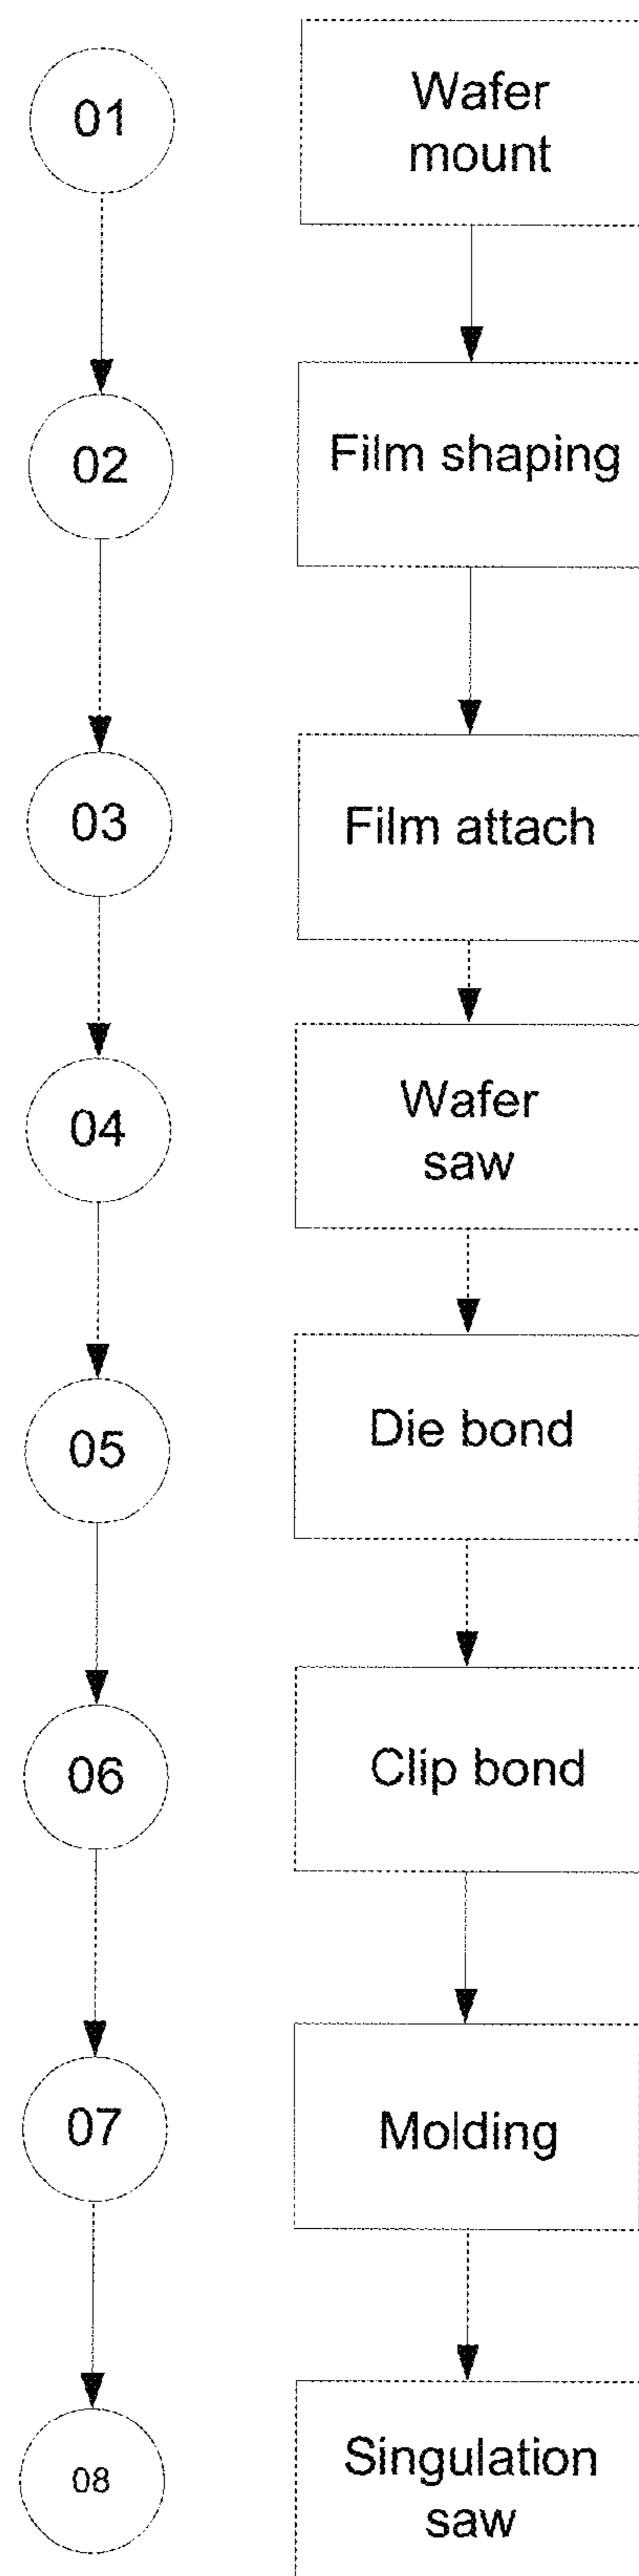 01
Wafer
mount
02
Film shaping
03
Film attach
04
Wafer
saw
05
Die bond
06
Clip bond
07
Molding
08
Singulation
saw